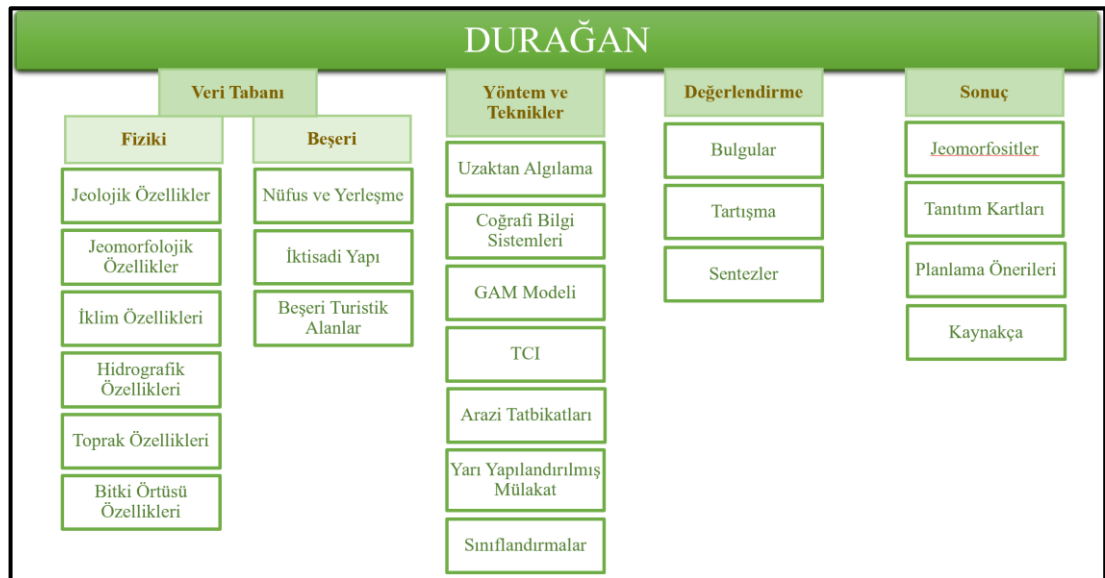 DURAĞAN
Veri Tabanı
Fiziki
Jeolojik Özellikler
Jeomorfolojik
Özellikler
İklim Özellikleri
Hidrografik
Özellikleri
Toprak Özellikleri
Bitki Örtüsü
Özellikleri
Beşeri
Nüfus ve Yerleşme
İktisadi Yapı
Beşeri Turistik
Alanlar
Yöntem ve
Teknikler
Uzaktan Algılama
Coğrafi Bilgi
Sistemleri
GAM Modeli
TCI
Arazi Tatbikatları
Yarı Yapılandırılmış
Mülakat
Sınıflandırmalar
Değerlendirme
Bulgular
Tartışma
Sentezler
Sonuç
Jeomorfositler
Tanıtım Kartları
Planlama Önerileri
Kaynakça